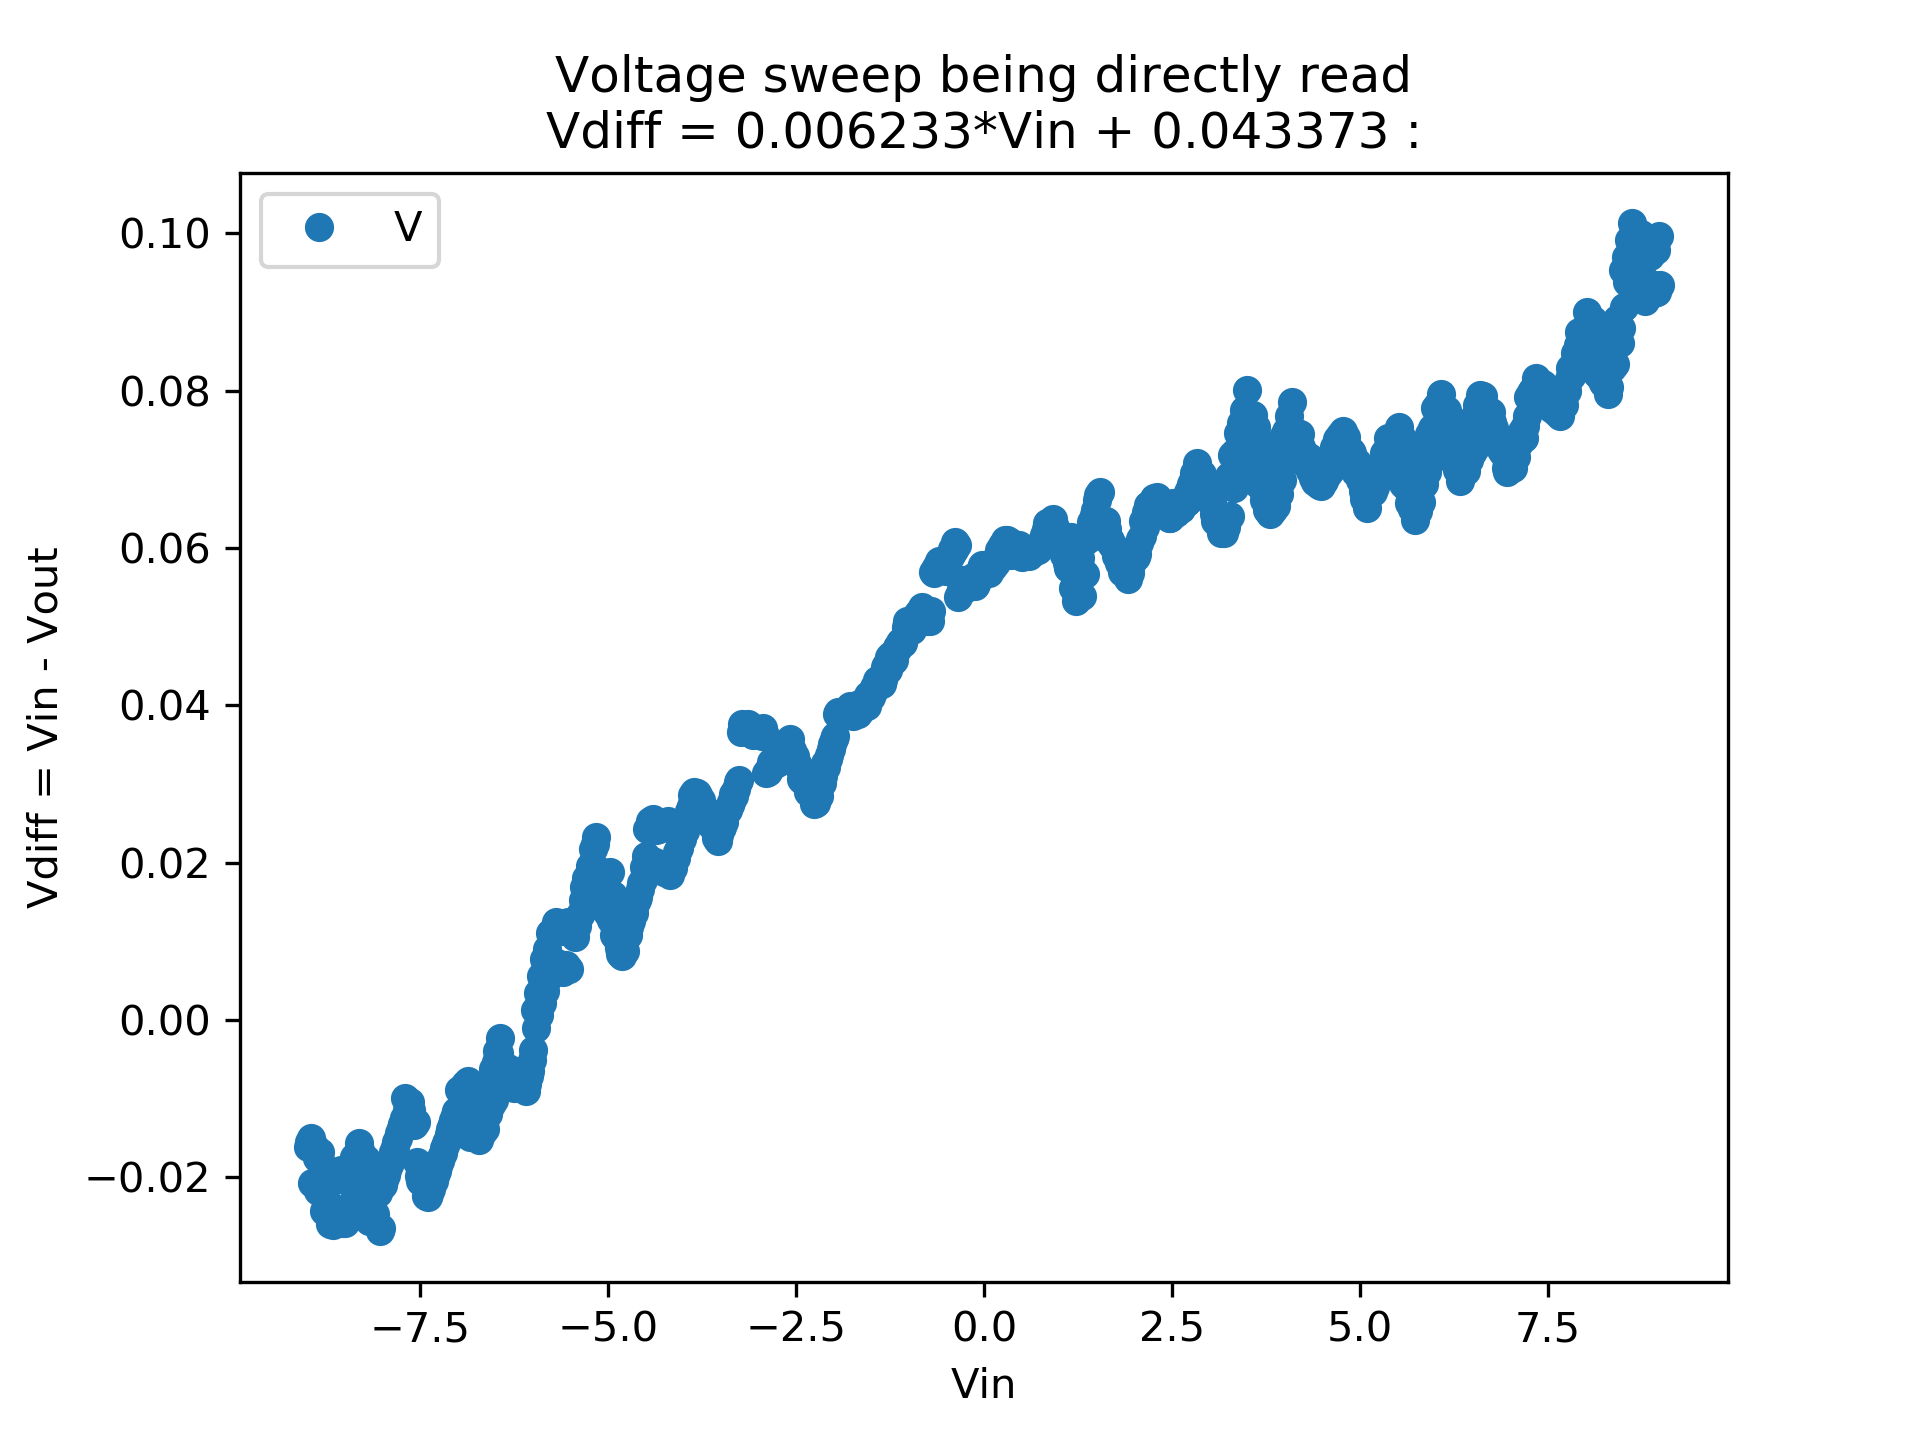 Voltage sweep being directly read
Vdiff = 0.006233*Vin + 0.043373 :
V
0.10
0.08
0.06
0.04
0.02
0.00
−0.02
Vdiff = Vin - Vout
−7.5 −5.0 −2.5 0.0 2.5 5.0 7.5
Vin